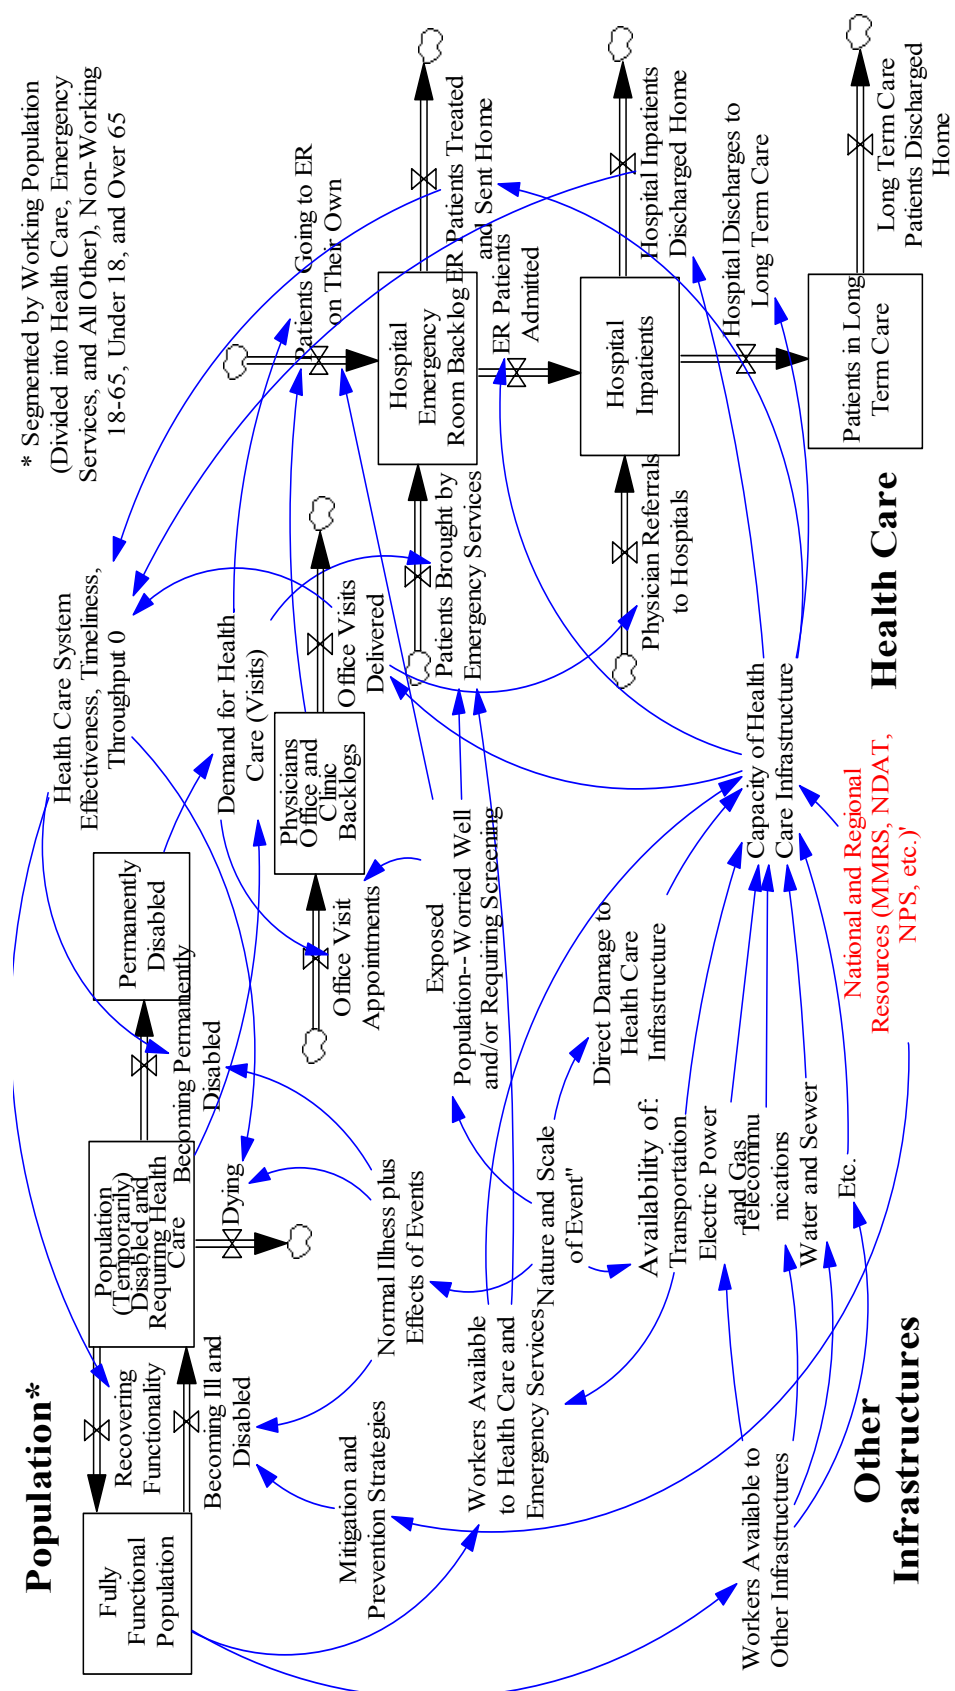 Population*
* Segmented by Working Population
(Divided into Health Care, Emergency
Services, and All Other), Non-Working
18-65, Under 18, and Over 65
Fully
Functional
Population
Recovering
Functionality
Becoming Ill and
Disabled
Population
(Temporarily)
Disabled and
Requiring Health
Care
Becoming Permanently
Disabled
Permanently
Disabled
Dying
Health Care System
Effectiveness, Timeliness,
Throughput 0
Demand for Health
Care (Visits)
Office Visit
Appointments
Physicians
Office and
Clinic
Backlogs
Office Visits
Delivered
Patients Going to ER
on Their Own
Patients Brought by
Emergency Services
Hospital
Emergency
Room Backlog
ER Patients Treated
and Sent Home
ER Patients
Admitted
Physician Referrals
to Hospitals
Hospital
Inpatients
Hospital Inpatients
Discharged Home
Hospital Discharges to
Long Term Care
Patients in Long
Term Care
Long Term Care
Patients Discharged
Home
Mitigation and
Prevention Strategies
Normal Illness plus
Effects of Events
Exposed
Population--Worried Well
and/or Requiring Screening
Workers Available
to Health Care and
Emergency Services
Nature and Scale
of Event"
Direct Damage to
Health Care
Infrastructure
Availability of:
Transportation
Electric Power
and Gas
Telecommu
nications
Water and Sewer
Etc.
Capacity of Health
Care Infrastructure
Workers Available to
Other Infrastructures
National and Regional
Resources (MMRS, NDAT,
NPS, etc.)'
Other
Infrastructures
Health Care